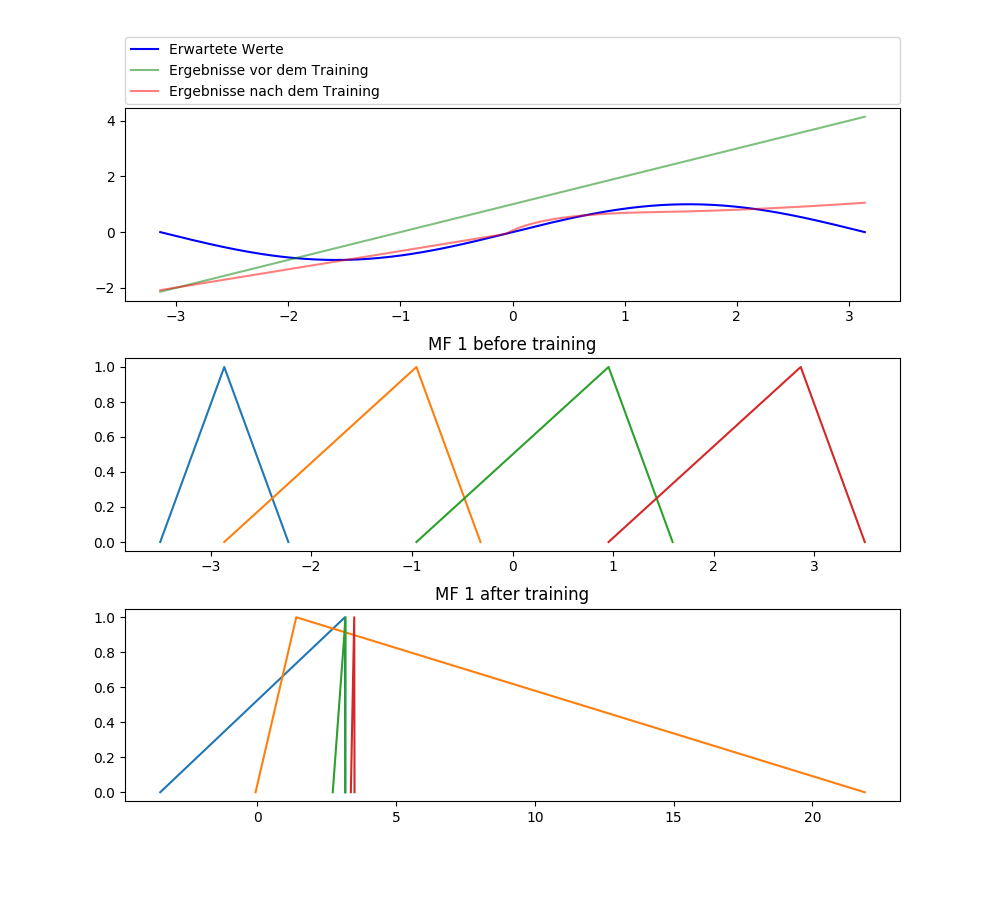 Erwartete Werte
Ergebnisse vor dem Training
Ergebnisse nach dem Training
4
2
0
−2
−3 −2 −1 0 1 2 3
MF 1 before training
1.0
0.8
0.6
0.4
0.2
0.0
−3 −2 −1 0 1 2 3
MF 1 after training
1.0
0.8
0.6
0.4
0.2
0.0
0 5 10 15 20